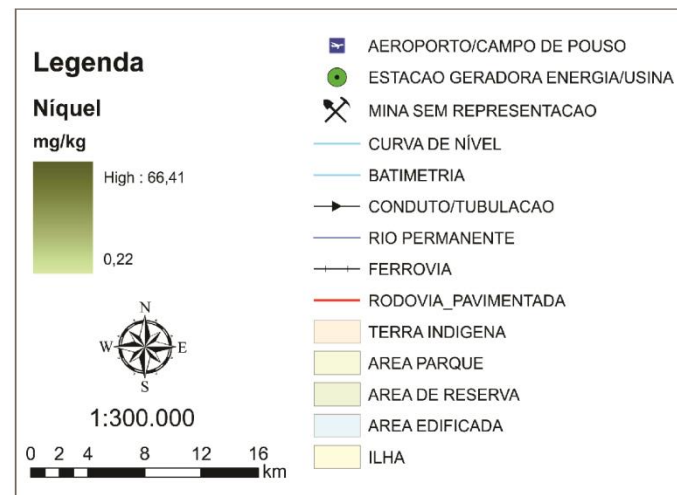 Legenda
Níquel
mg/kg
High : 66,41
0,22
N
W E
S
1:300.000
0 2 4 8 12 16
km
AEROPORTO/CAMPO DE POUSO
ESTACAO GERADORA ENERGIA/USINA
MINA SEM REPRESENTACAO
CURVA DE NÍVEL
BATIMETRIA
CONDUTO/TUBULACAO
RIO PERMANENTE
FERROVIA
RODOVIA_PAVIMENTADA
TERRA INDIGENA
AREA PARQUE
AREA DE RESERVA
AREA EDIFICADA
ILHA